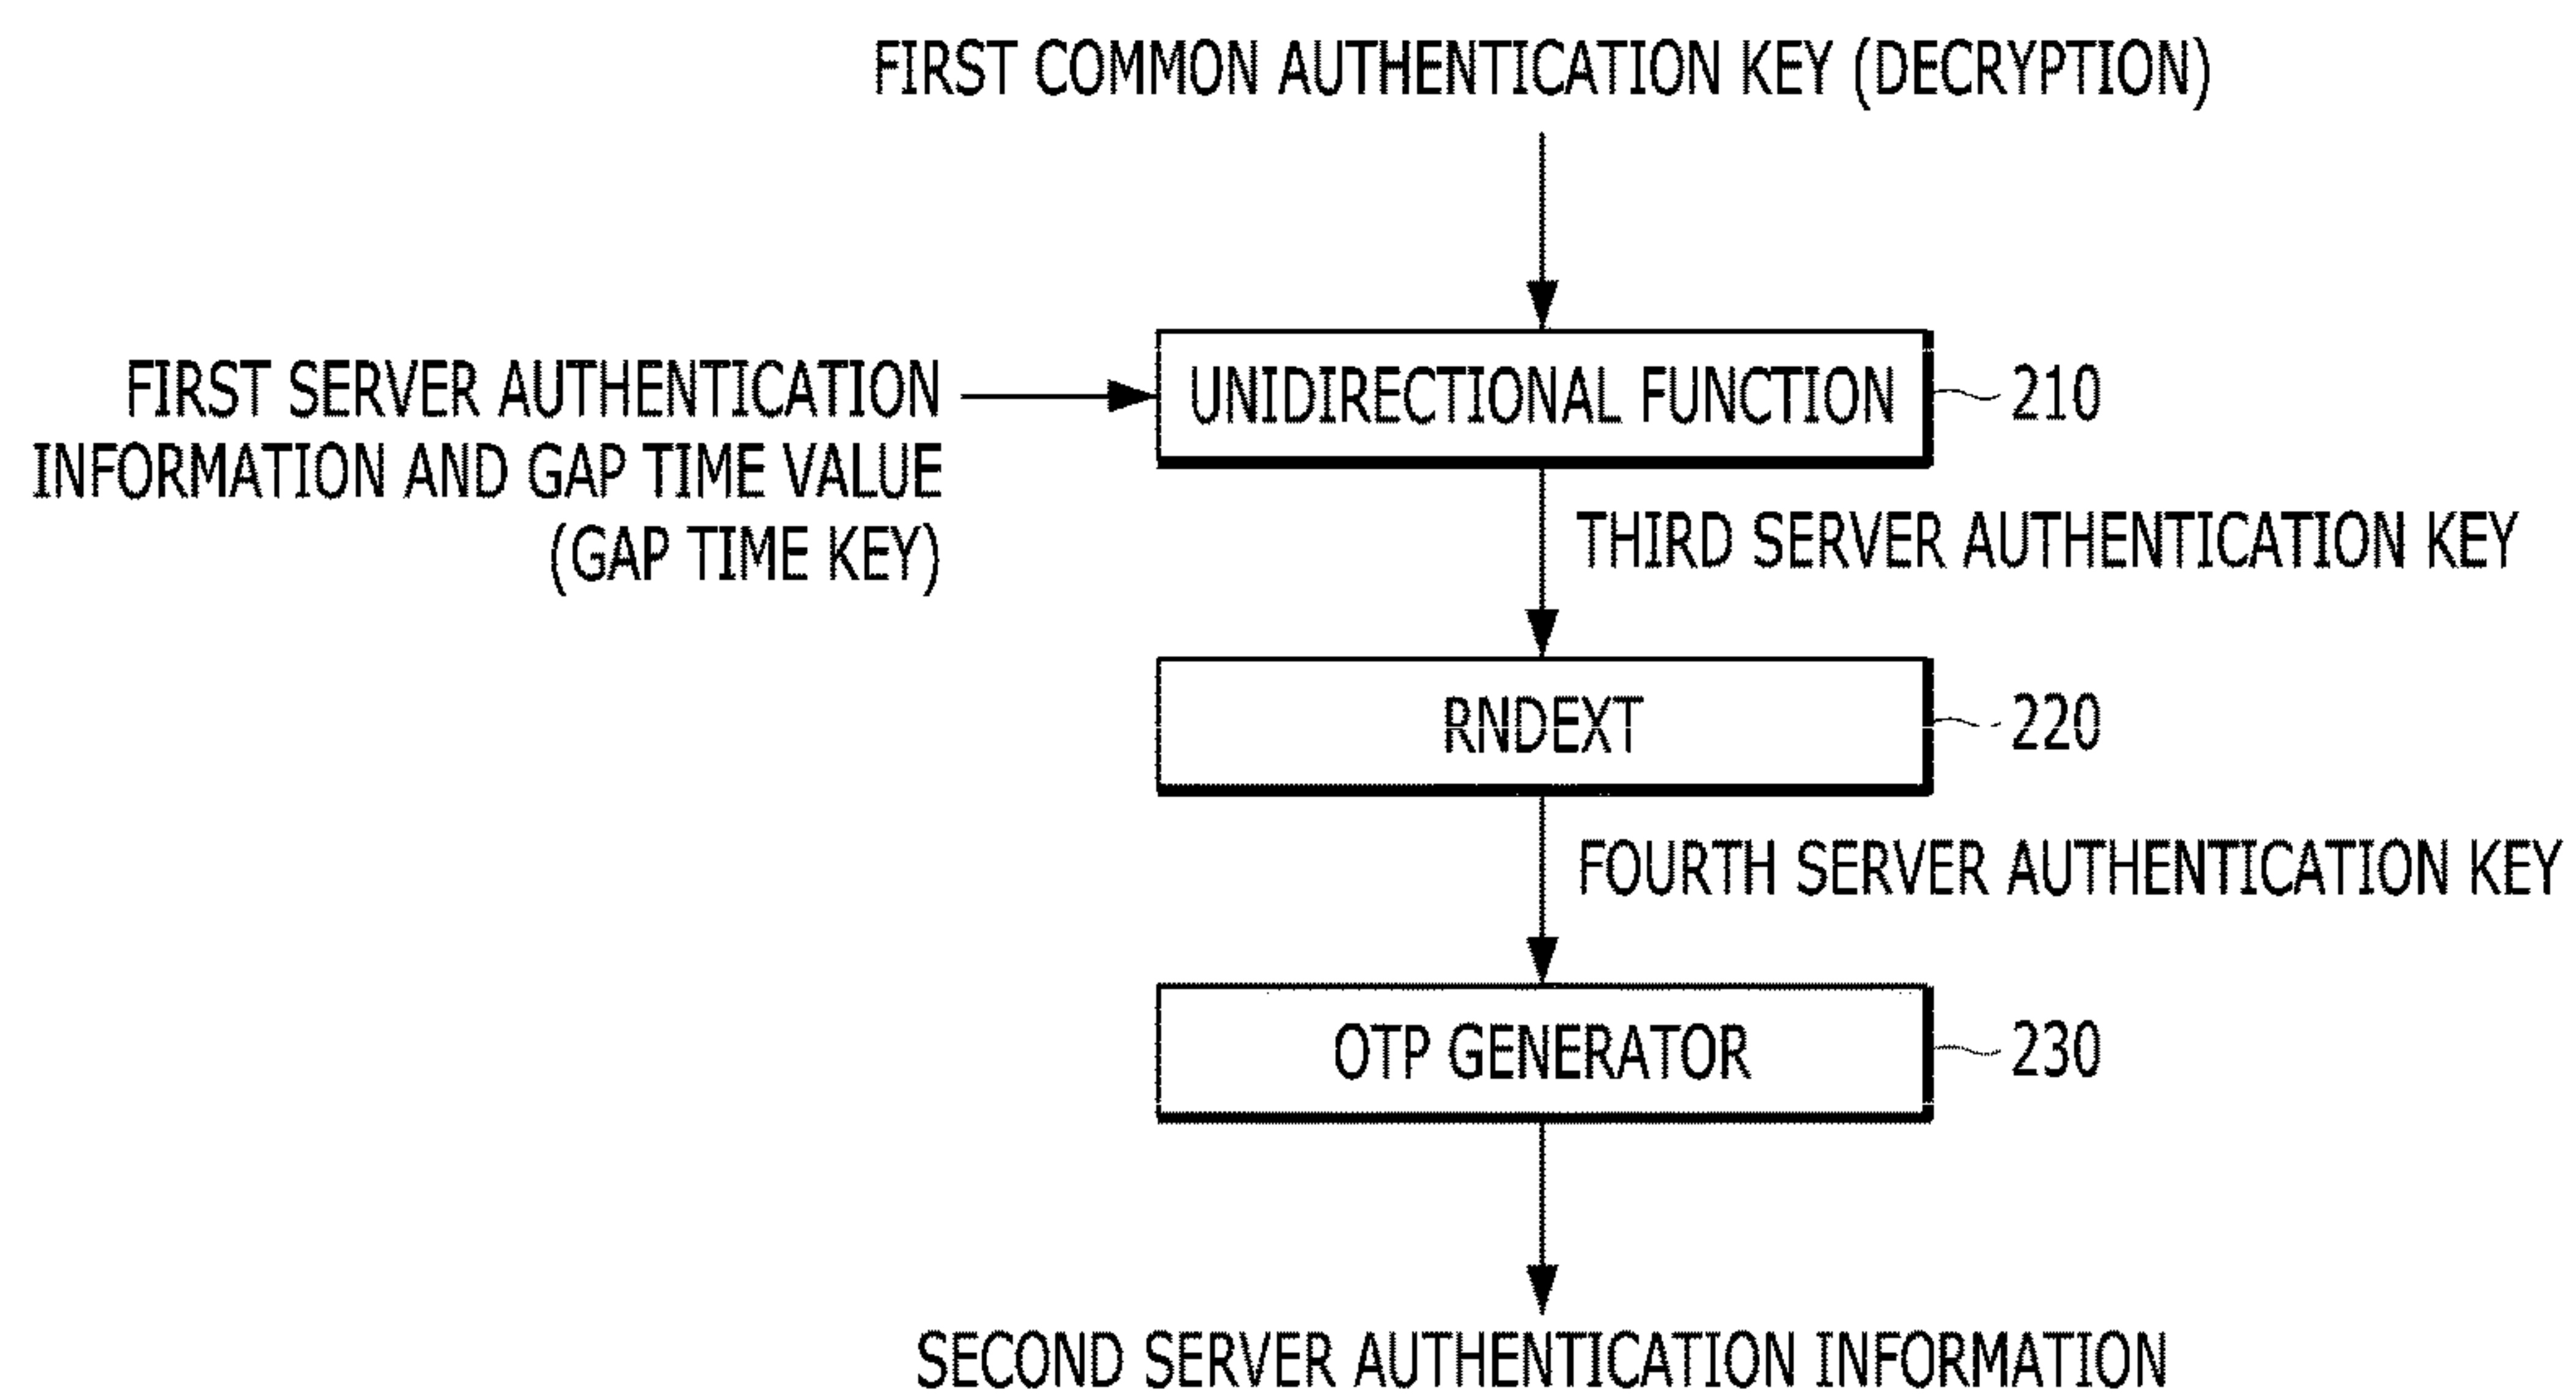 FIRST COMMON AUTHENTICATION KEY (DECRYPTION)
FIRST SERVER AUTHENTICATION
INFORMATION AND GAP TIME VALUE
(GAP TIME KEY)
UNIDIRECTIONAL FUNCTION
210
THIRD SERVER AUTHENTICATION KEY
RNDEXT
220
FOURTH SERVER AUTHENTICATION KEY
OTP GENERATOR
230
SECOND SERVER AUTHENTICATION INFORMATION